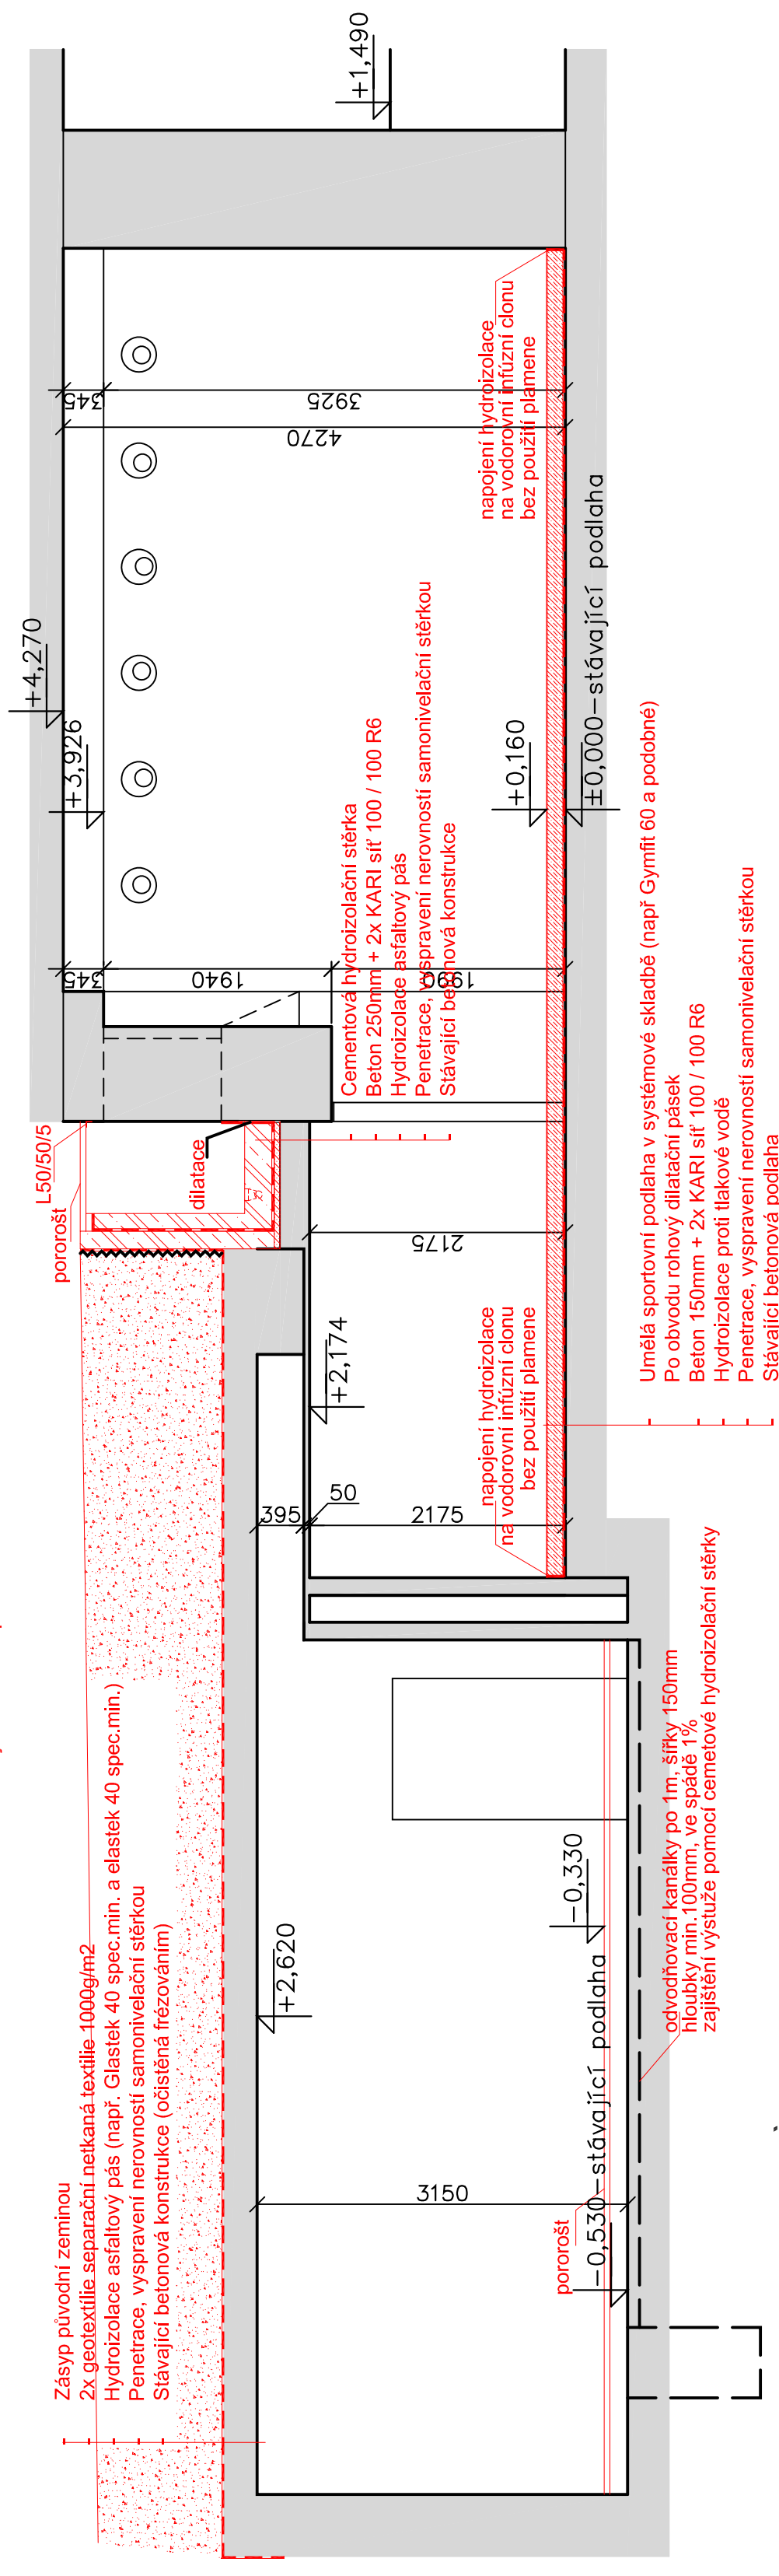 Zásyp původní zeminou
2x geotextílie separační netkaná textilie 1000g/m2
Hydroizolace asfaltový pás (např. Glastek 40 spec.min. a elastek 40 spec.min.)
Penetrace, vyspravení nerovností samonivelační stěrkou
Stávající betonová konstrukce (očistěná frézováním)
pororošt
L50/50/5
dilatace
+4,270
+3,926
+1,490
345
3925
4270
345
1940
1990
Cementová hydroizolační stěrka
Beton 250mm + 2x KARI síť 100 / 100 R6
Hydroizolace asfaltový pás
Penetrace, vyspravení nerovností samonivelační stěrkou
Stávající betonová konstrukce
napojení hydroizolace
na vodorovní infúzní clonu
bez použití plamene
+0,160
±0,000-stávající podlaha
2175
+2,174
395
50
2175
napojení hydroizolace
na vodorovní infúzní clonu
bez použití plamene
Umělá sportovní podlaha v systémové skladbě (např Gymfit 60 a podobné)
Po obvodu rohový dilatační pásek
Beton 150mm + 2x KARI síť 100 / 100 R6
Hydroizolace proti tlakové vodě
Penetrace, vyspravení nerovností samonivelační stěrkou
Stávající betonová podlaha
+2,620
3150
-0,330
pororošt
-0,530-stávající podlaha
odvodňovací kanálky po 1m, šířky 150mm
hloubky min.100mm, ve spádě 1%
zajištění výstuže pomocí cemetové hydroizolační stěrky